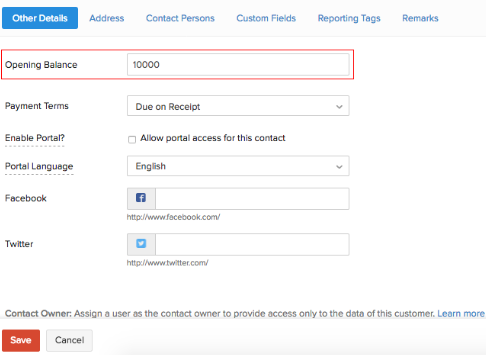 Other Details Address Contact Persons Custom Fields Reporting Tags Remarks
Opening Balance 10000
Payment Terms Due on Receipt
Enable Portal? Allow portal access for this contact
Portal Language English
Facebook
http://www.facebook.com/
Twitter
http://www.twitter.com/
Contact Owner: Assign a user as the contact owner to provide access only to the data of this customer. Learn more
Save Cancel